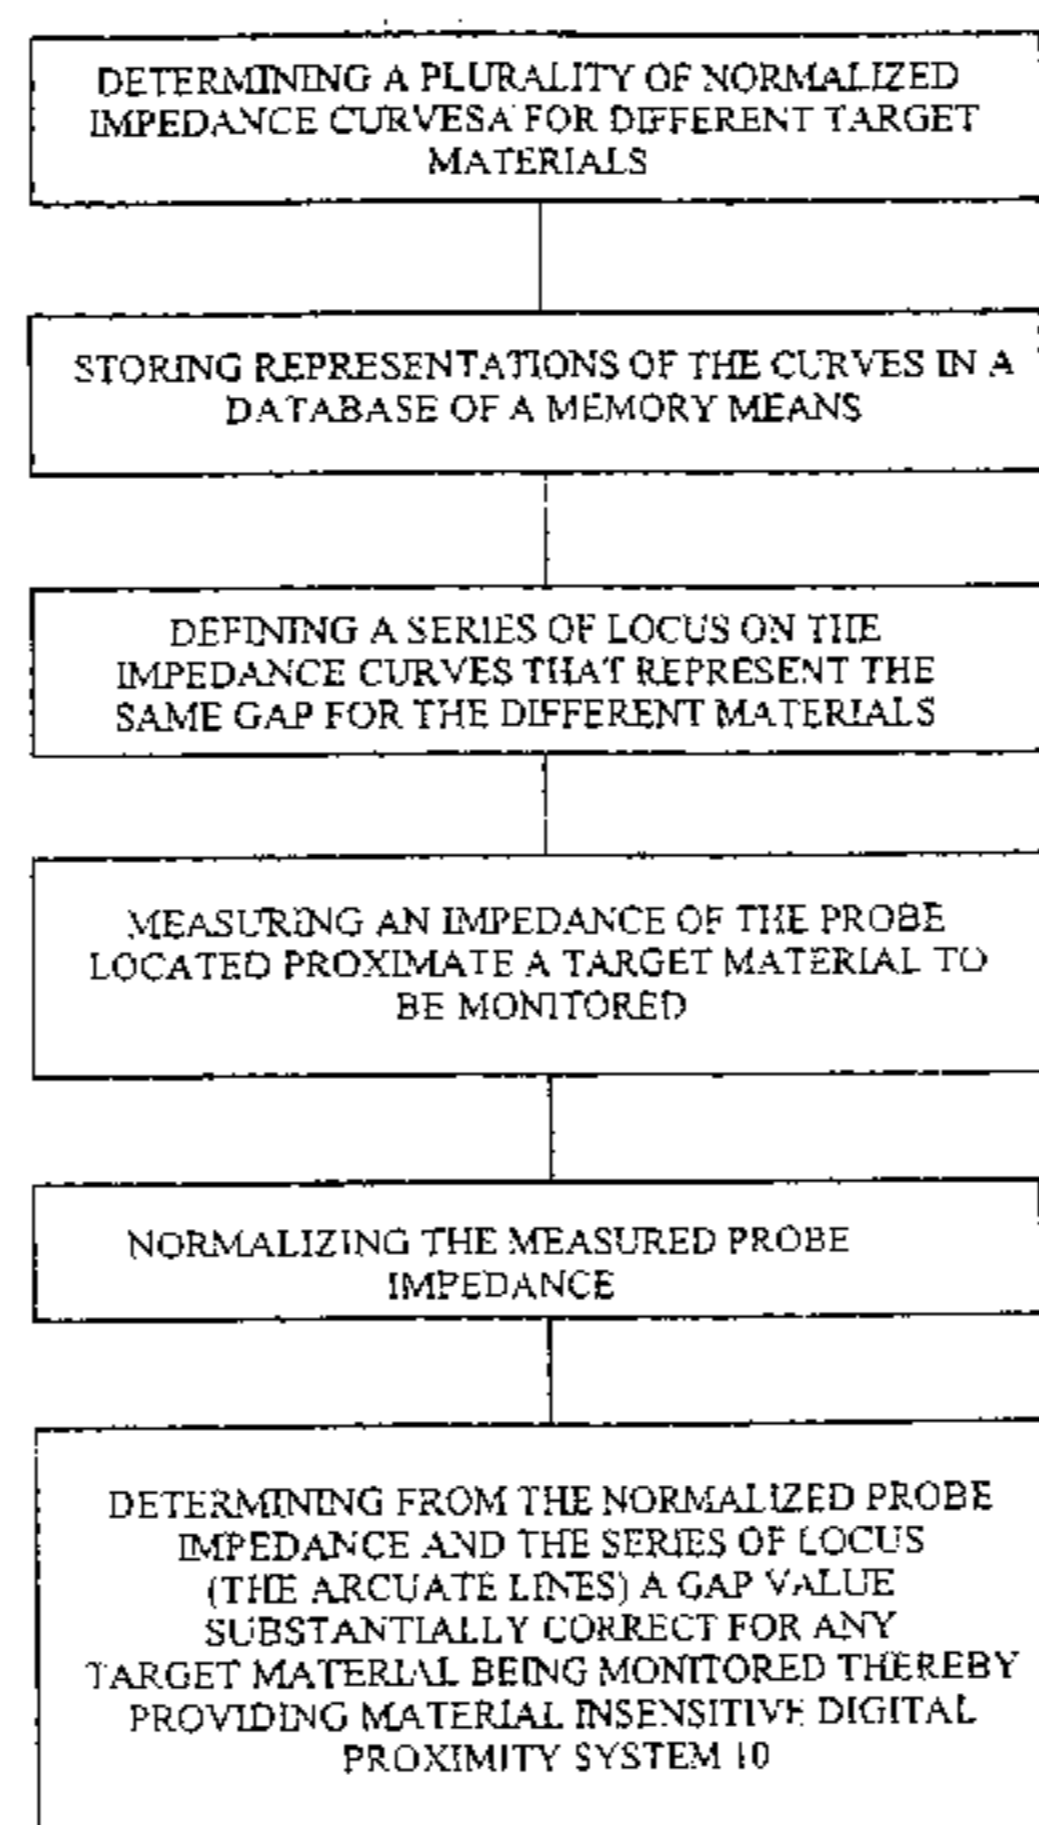 DETERMINING A PLURALITY OF NORMALIZED
IMPEDANCE CURVESA FOR DIFFERENT TARGET
MATERIALS
STORING REPRESENTATIONS OF THE CURVES IN A
DATABASE OF A MEMORY MEANS
DEFINING A SERIES OF LOCUS ON THE
IMPEDANCE CURVES THAT REPRESENT THE
SAME GAP FOR THE DIFFERENT MATERIALS
MEASURING AN IMPEDANCE OF THE PROBE
LOCATED PROXIMATE A TARGET MATERIAL TO
BE MONITORED
NORMALIZING THE MEASURED PROBE
IMPEDANCE
DETERMINING FROM THE NORMALIZED PROBE
IMPEDANCE AND THE SERIES OF LOCUS
(THE ARCUATE LINES) A GAP VALUE
SUBSTANTIALLY CORRECT FOR ANY
TARGET MATERIAL BEING MONITORED THEREBY
PROVIDING MATERIAL INSENSITIVE DIGITAL
PROXIMITY SYSTEM 10